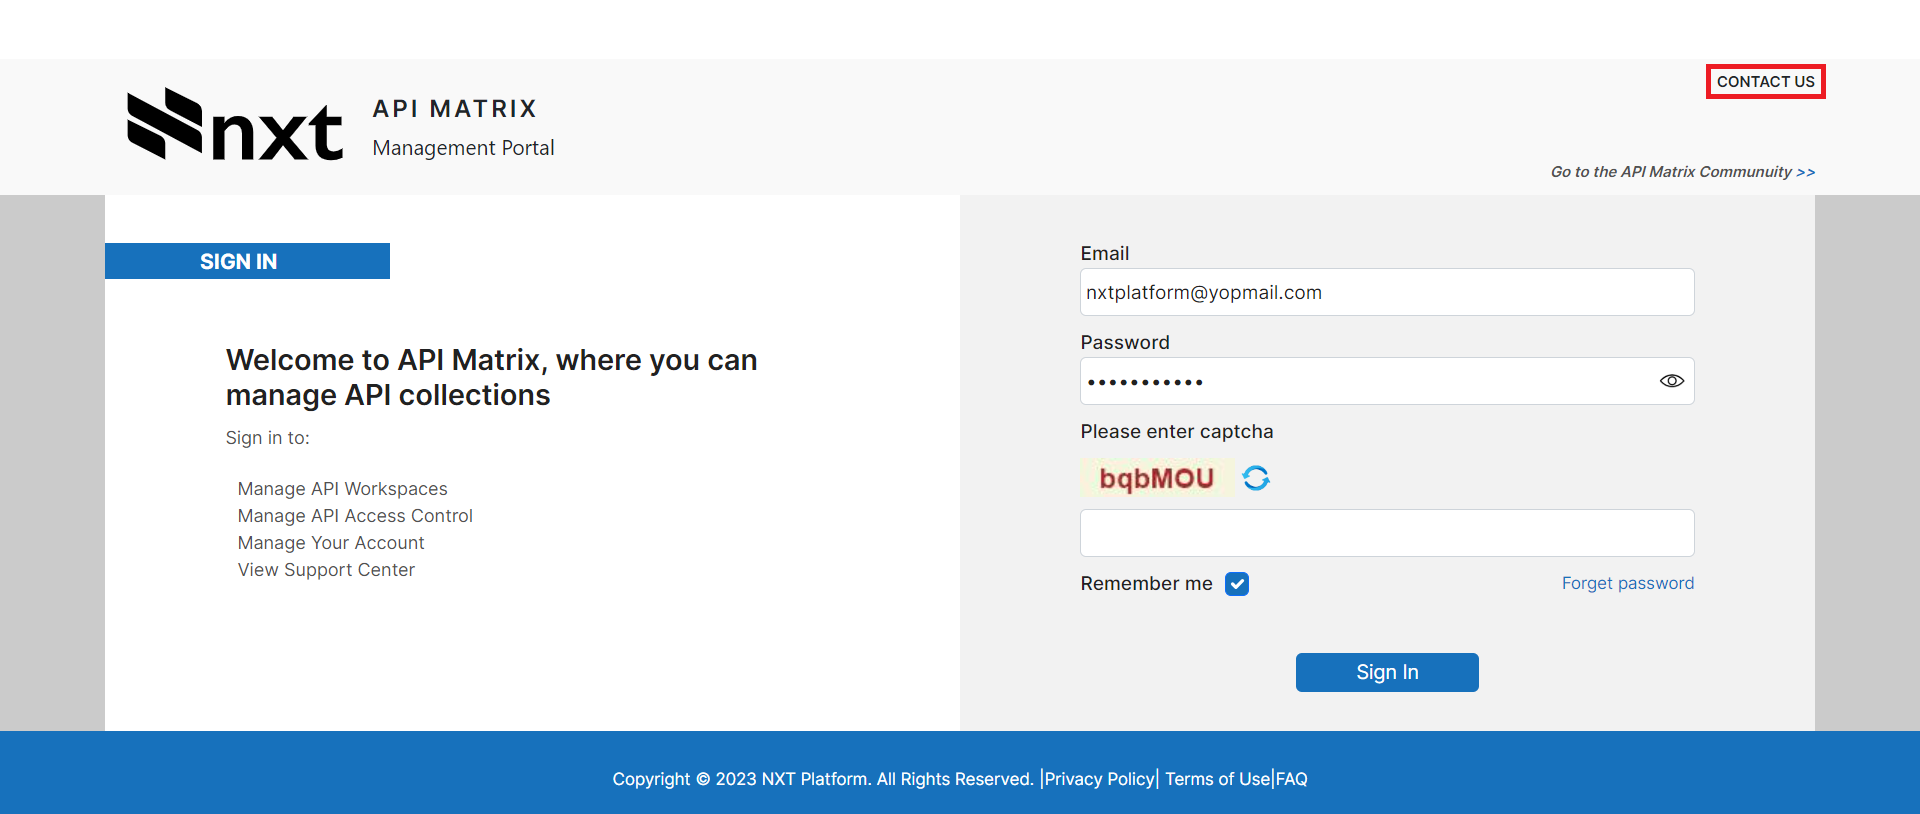 CONTACT US
nxt
API MATRIX
Management Portal
Go to the API Matrix Communuity >>
SIGN IN
Welcome to API Matrix, where you can
manage API collections
Sign in to:
Manage API Workspaces
Manage API Access Control
Manage Your Account
View Support Center
Email
nxtplatform@yopmail.com
Password
•••••••••••
Please enter captcha
bqbMOU
Remember me
Forget password
Sign In
Copyright © 2023 NXT Platform. All Rights Reserved. |Privacy Policy| Terms of Use|FAQ